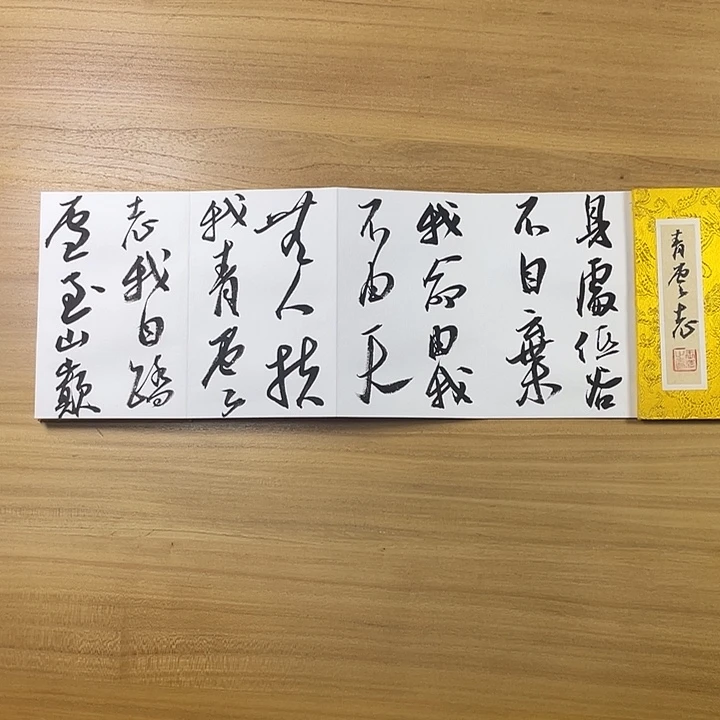 青雲志
身處低谷
不自棄
我命由我
不由天
無人扶
我青雲
志我自踏
雪至山巔